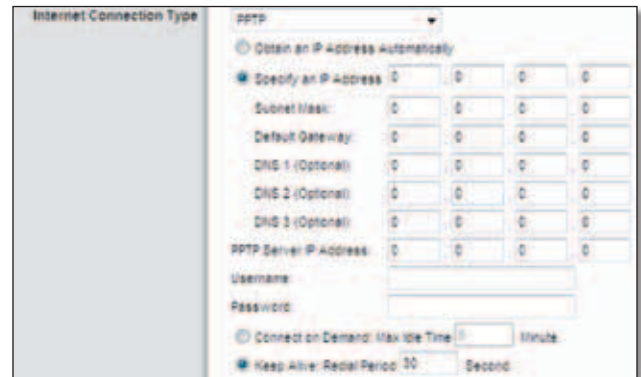 Internet Connection Type PPTP
Obtain an IP Address Automatically
Specify an IP Address 0 . 0 . 0 . 0
Subnet Mask: 0 . 0 . 0 . 0
Default Gateway: 0 . 0 . 0 . 0
DNS 1 (Optional): 0 . 0 . 0 . 0
DNS 2 (Optional): 0 . 0 . 0 . 0
DNS 3 (Optional): 0 . 0 . 0 . 0
PPTP Server IP Address: 0 . 0 . 0 . 0
Username:
Password:
Connect on Demand: Max Idle Time Minute
Keep Alive: Redial Period 30 Second